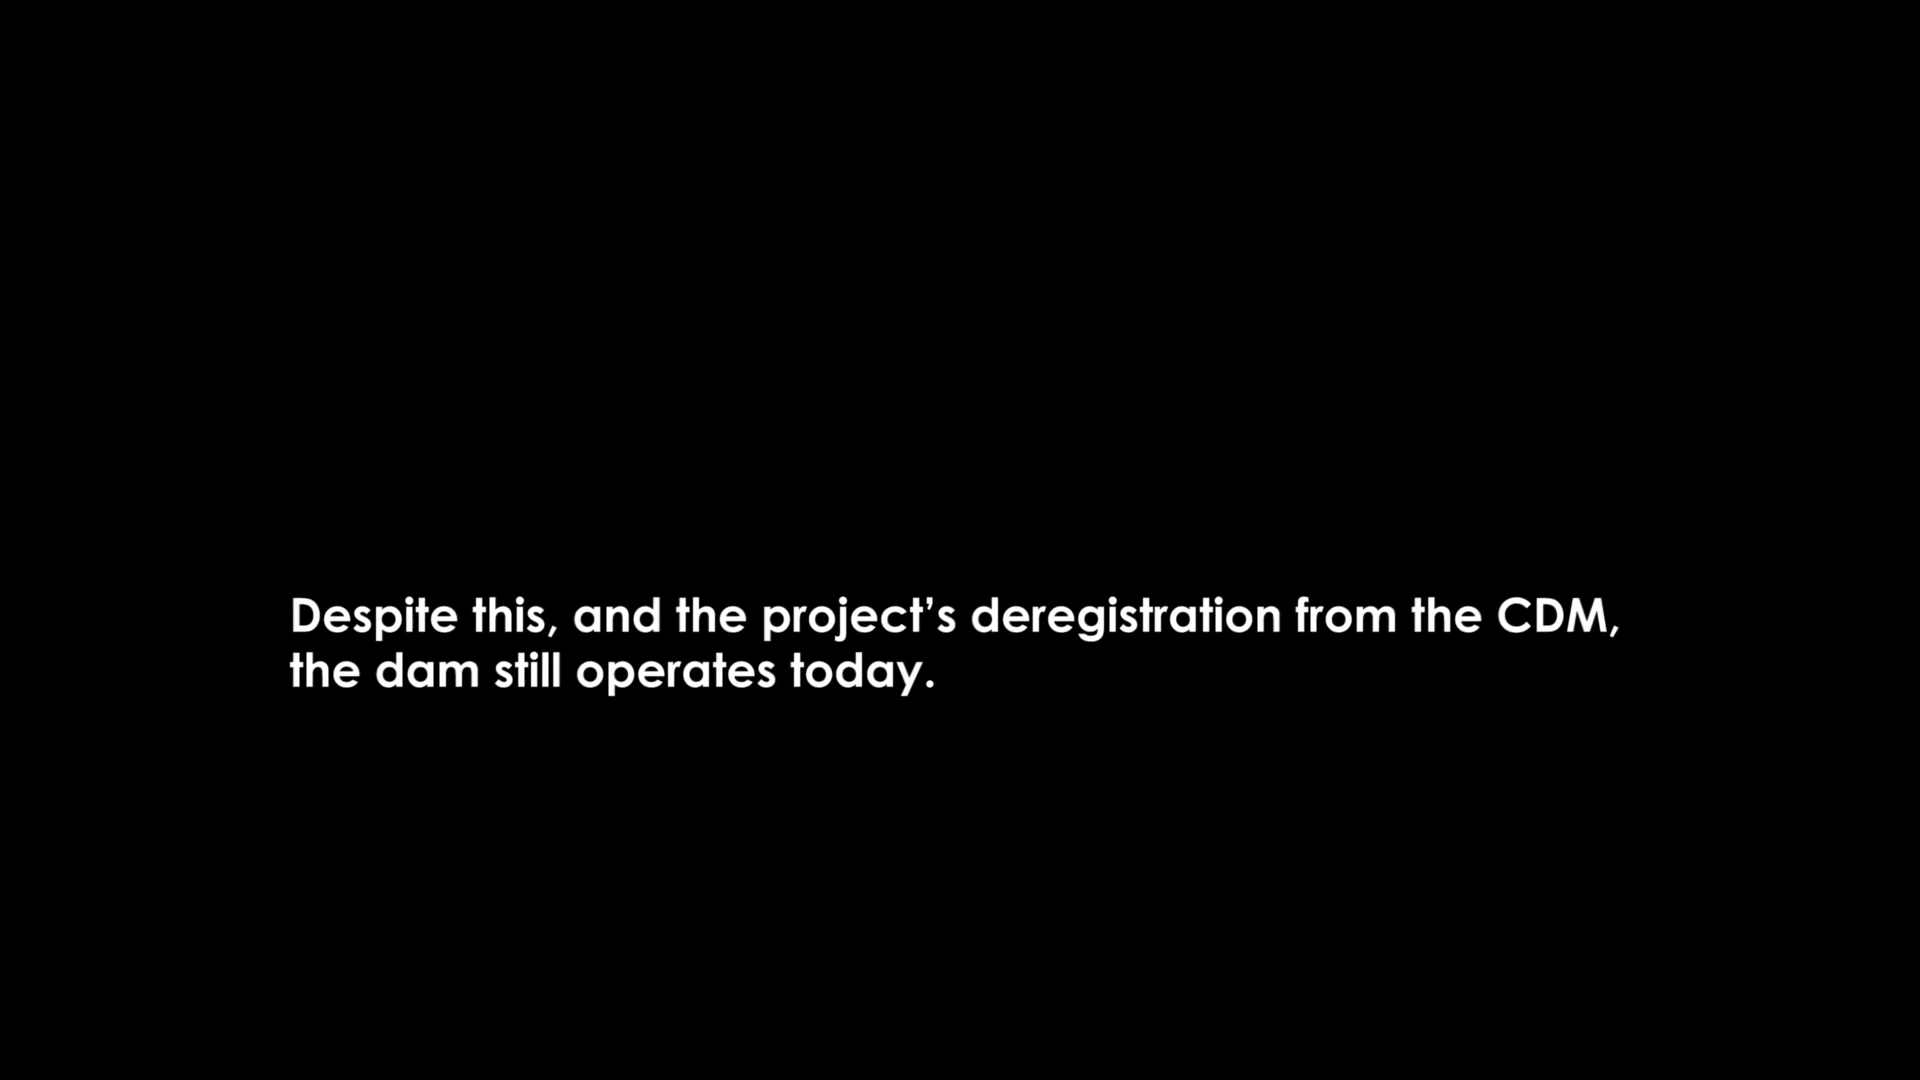 Despite this, and the project’s deregistration from the CDM,
the dam still operates today.